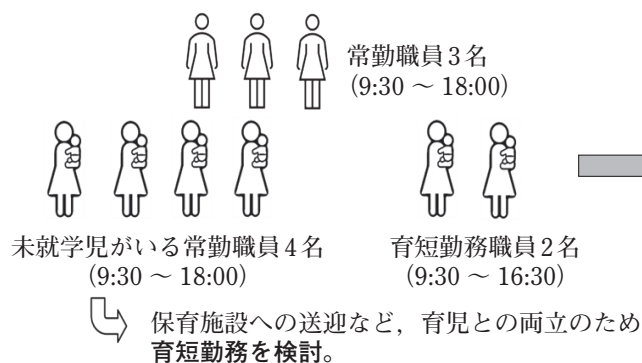 常勤職員3名
(9:30 ～ 18:00)
未就学児がいる常勤職員4名
(9:30 ～ 18:00)
育短勤務職員2名
(9:30 ～ 16:30)
保育施設への送迎など，育児との両立のため
育短勤務を検討。